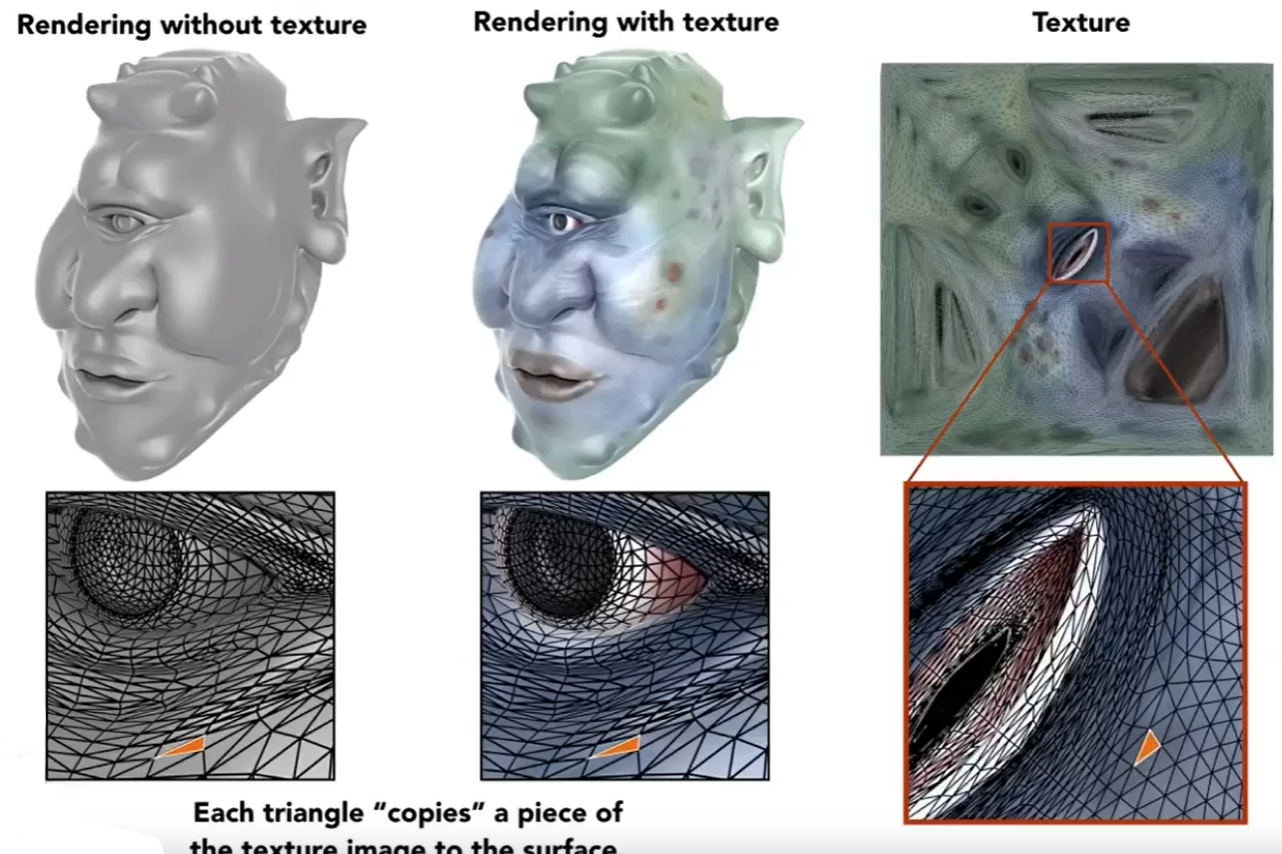 Rendering without texture
Rendering with texture
Texture
Each triangle “copies” a piece of
the texture image to the surface.